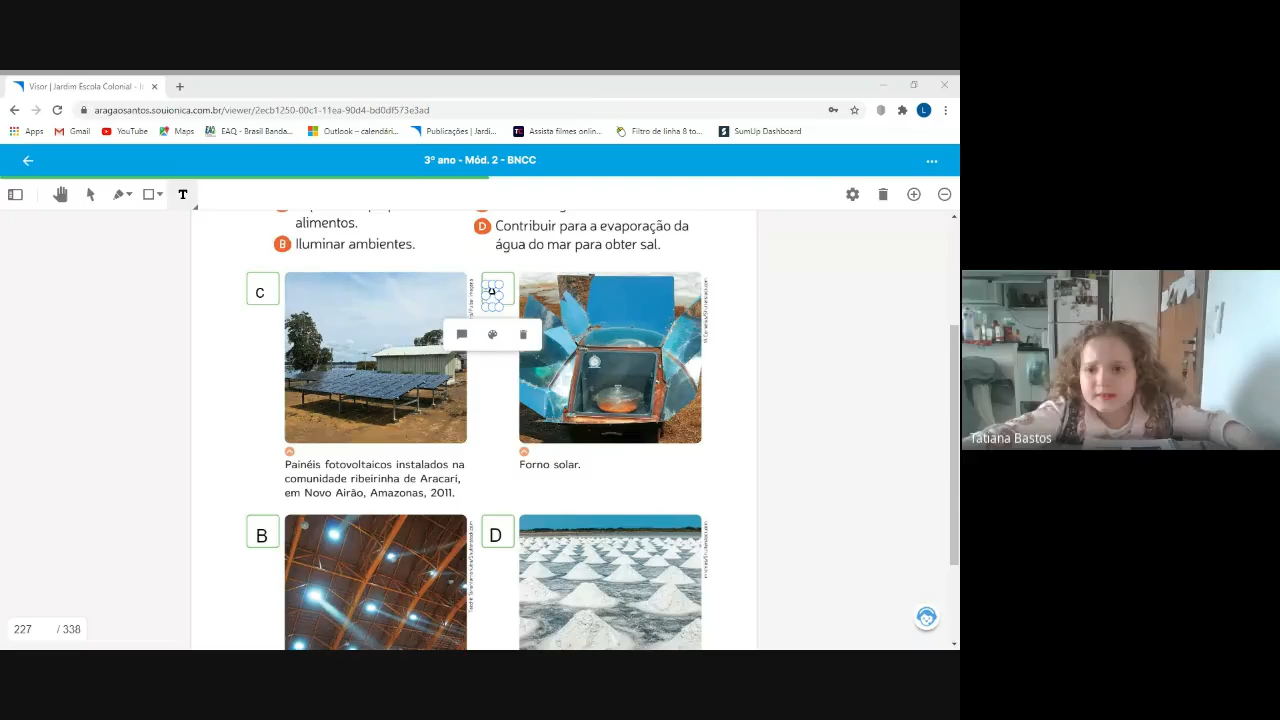 Visor | Jardim Escola Colonial - I
aragaosantos.souionica.com.br/viewer/2ecb1250-00c1-11ea-90d4-bd0df573e3ad
Apps Gmail YouTube Maps EAQ - Brasil Banda... Outlook – calendári... Publicações | Jardi... Assista filmes onlin... Filtro de linha 8 to... SumUp Dashboard
3º ano - Mód. 2 - BNCC
T
alimentos.
B Iluminar ambientes.
D Contribuir para a evaporação da
água do mar para obter sal.
C
Painéis fotovoltaicos instalados na
comunidade ribeirinha de Aracari,
em Novo Airão, Amazonas, 2011.
Forno solar.
B
D
227 / 338
L
Tatiana Bastos